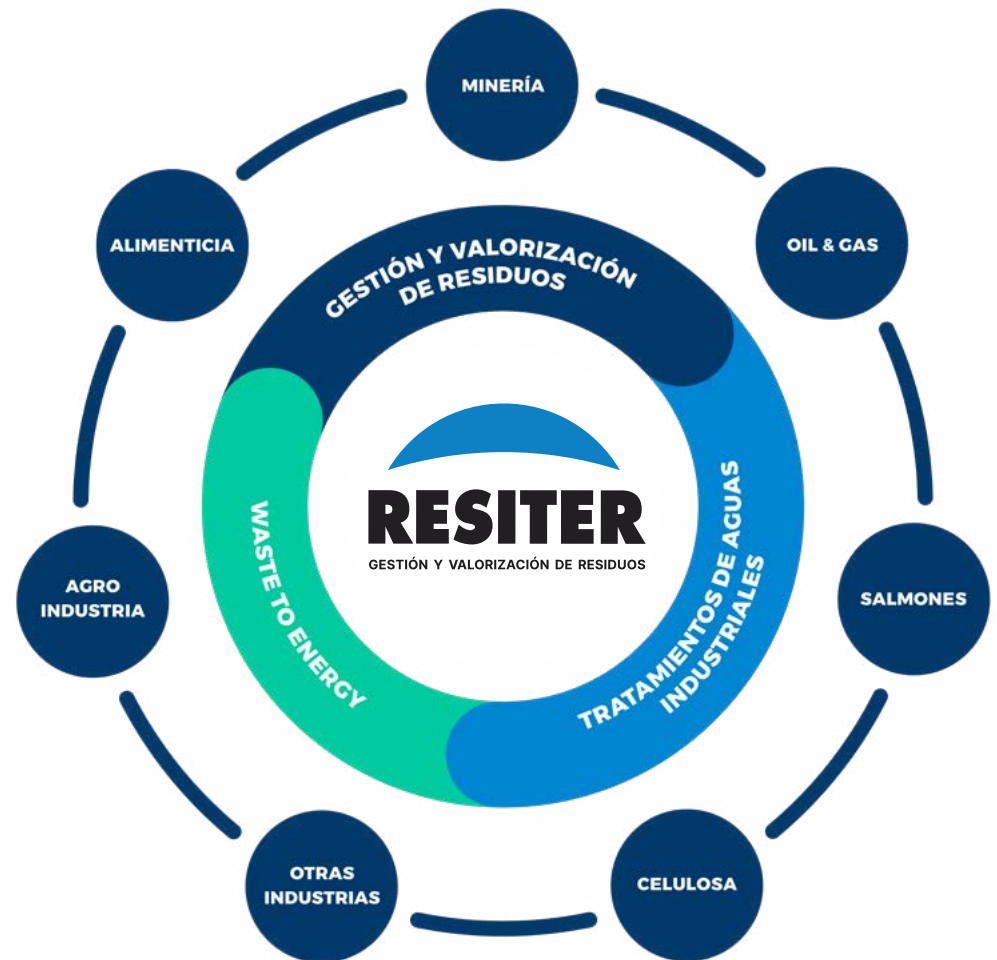 MINERÍA
OIL & GAS
SALMONES
CELULOSA
OTRAS
INDUSTRIAS
AGRO
INDUSTRIA
ALIMENTICIA
GESTIÓN Y VALORIZACIÓN
DE RESIDUOS
TRATAMIENTOS DE AGUAS
INDUSTRIALES
WASTE TO ENERGY
RESITER
GESTIÓN Y VALORIZACIÓN DE RESIDUOS